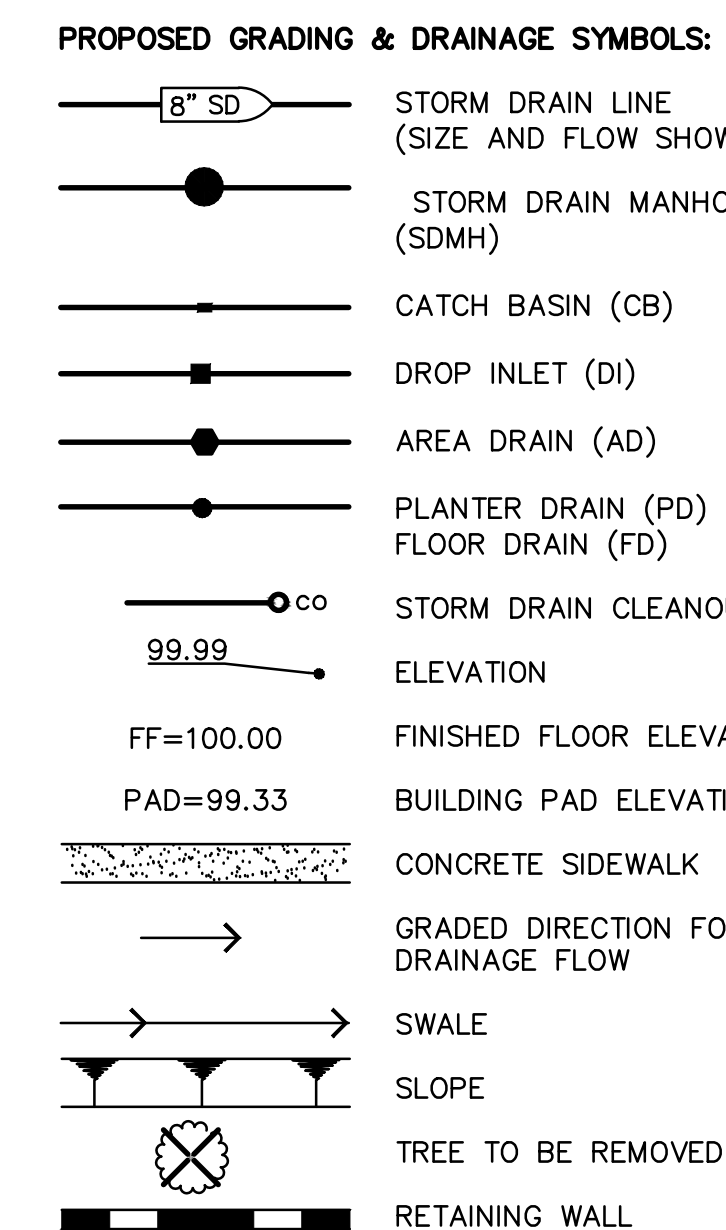 PROPOSED GRADING & DRAINAGE SYMBOLS:
8" SD STORM DRAIN LINE
(SIZE AND FLOW
STORM DRAIN
(SDMH)
CATCH BASIN (CB)
DROP INLET (DI)
AREA DRAIN (AD)
PLANTER DRAIN (PD)
FLOOR DRAIN (FD)
CO STORM DRAIN
99.99 ELEVATION
FF=100.00 FINISHED FLOOR
PAD=99.33 BUILDING PAD
CONCRETE SIDEWALK
GRADED DIRECTION
DRAINAGE FLOW
SWALE
SLOPE
TREE TO BE REMOVED
RETAINING WALL